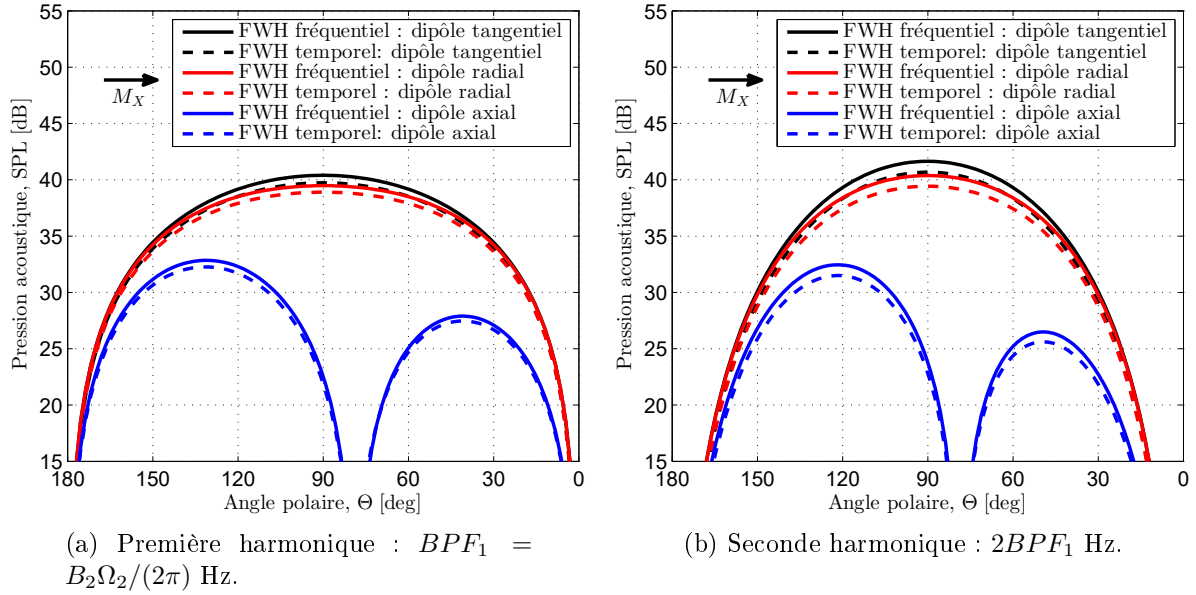 55
50
45
40
35
30
25
20
15
180
150
120
90
60
30
0
Pression acoustique, SPL [dB]
Angle polaire, Θ [deg]
M_X
FWH fréquentiel : dipôle tangentiel
FWH temporel: dipôle tangentiel
FWH fréquentiel : dipôle radial
FWH temporel : dipôle radial
FWH fréquentiel : dipôle axial
FWH temporel: dipôle axial
(a) Première harmonique : BPF_1 =
B_2Ω_2/(2π) Hz.
55
50
45
40
35
30
25
20
15
180
150
120
90
60
30
0
Pression acoustique, SPL [dB]
Angle polaire, Θ [deg]
M_X
FWH fréquentiel : dipôle tangentiel
FWH temporel: dipôle tangentiel
FWH fréquentiel : dipôle radial
FWH temporel : dipôle radial
FWH fréquentiel : dipôle axial
FWH temporel: dipôle axial
(b) Seconde harmonique : 2BPF_1 Hz.